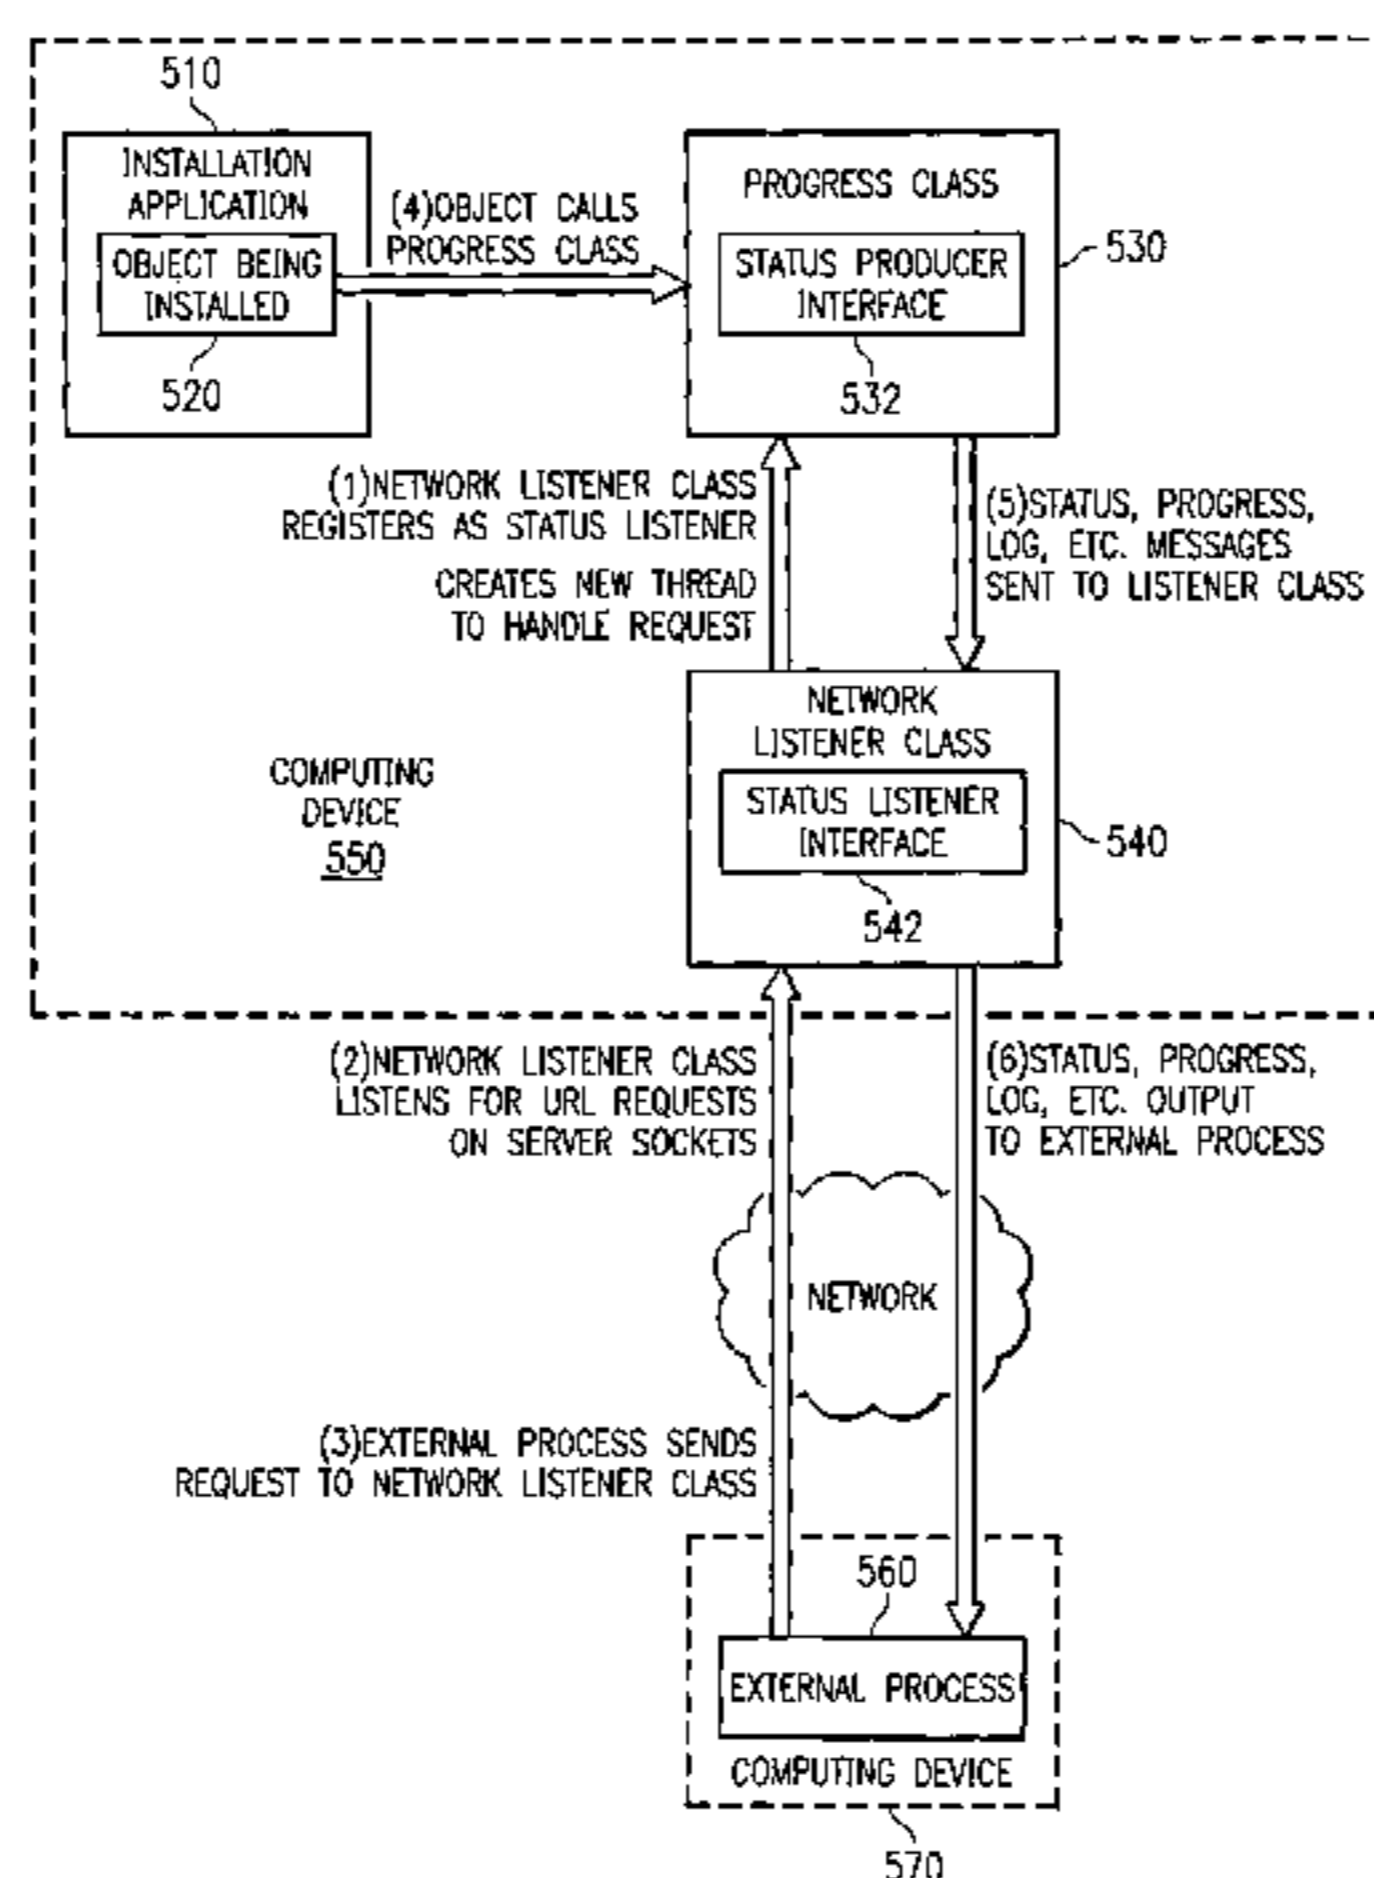 510
INSTALLATION
APPLICATION
OBJECT BEING
INSTALLED
520
(4)OBJECT CALLS
PROGRESS CLASS
PROGRESS CLASS
STATUS PRODUCER
INTERFACE
532
530
(1)NETWORK LISTENER CLASS
REGISTERS AS STATUS LISTENER
CREATES NEW THREAD
TO HANDLE REQUEST
(5)STATUS, PROGRESS,
LOG, ETC. MESSAGES
SENT TO LISTENER CLASS
NETWORK
LISTENER CLASS
STATUS LISTENER
INTERFACE
542
540
COMPUTING
DEVICE
550
(2)NETWORK LISTENER CLASS
LISTENS FOR URL REQUESTS
ON SERVER SOCKETS
(6)STATUS, PROGRESS,
LOG, ETC. OUTPUT
TO EXTERNAL PROCESS
NETWORK
(3)EXTERNAL PROCESS SENDS
REQUEST TO NETWORK LISTENER CLASS
560
EXTERNAL PROCESS
COMPUTING DEVICE
570